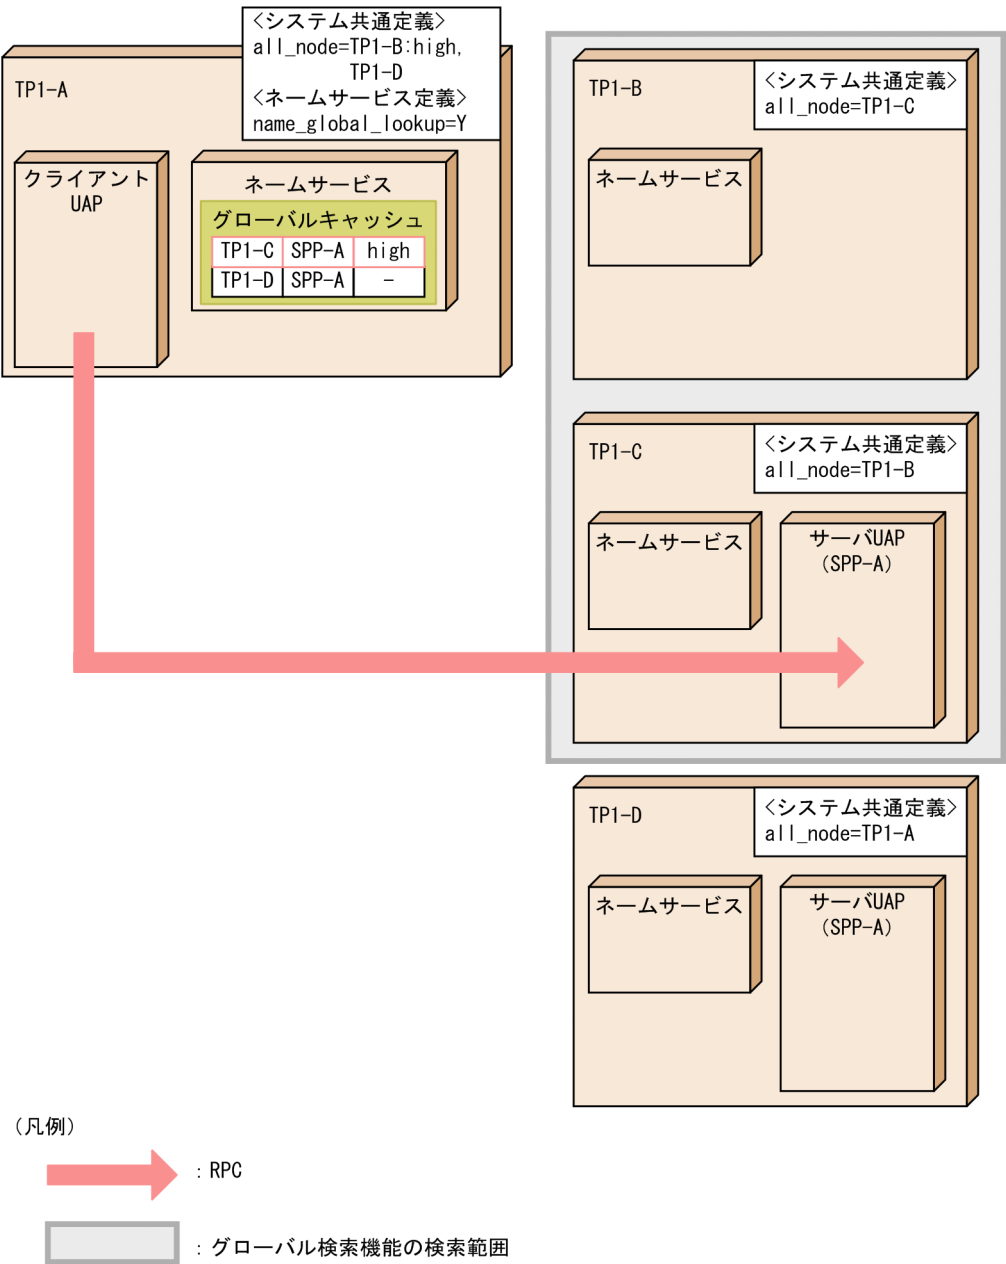 <システム共通定義>
all_node=TP1-B:high,
TP1-D
<ネームサービス定義>
name_global_lookup=Y
TP1-A
クライアント
UAP
ネームサービス
グローバルキャッシュ
TP1-C SPP-A high
TP1-D SPP-A －
TP1-B
<システム共通定義>
all_node=TP1-C
ネームサービス
TP1-C
<システム共通定義>
all_node=TP1-B
ネームサービス
サーバUAP
(SPP-A)
TP1-D
<システム共通定義>
all_node=TP1-A
ネームサービス
サーバUAP
(SPP-A)
(凡例)
：RPC
：グローバル検索機能の検索範囲